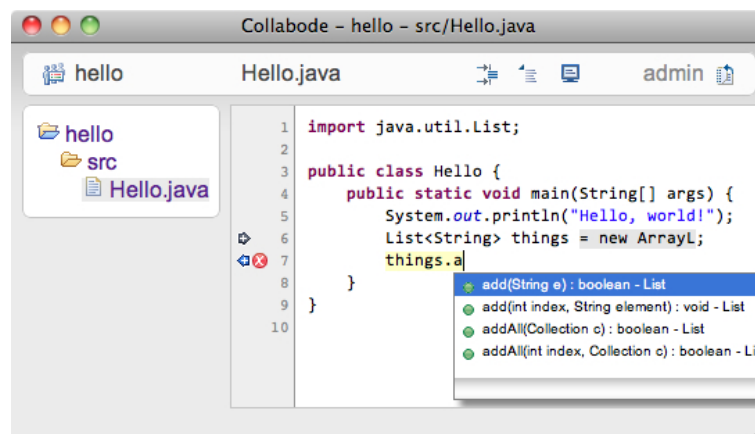 Collabode – hello – src/Hello.java
hello
Hello.java
admin
hello
src
Hello.java
1 import java.util.List;
2
3 public class Hello {
4     public static void main(String[] args) {
5         System.out.println("Hello, world!");
6         List<String> things = new ArrayL;
7         things.a
8     }
9 }
10
add(String e) : boolean - List
add(int index, String element) : void - List
addAll(Collection c) : boolean - List
addAll(int index, Collection c) : boolean - Li